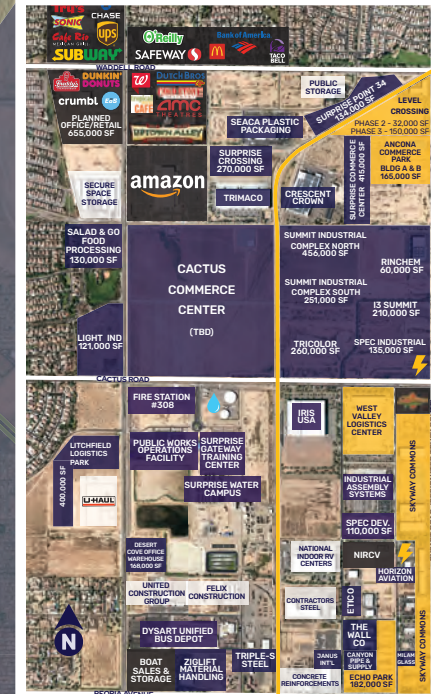 SONIC
CHASE
Cafe Rio
MEXICAN GRILL
ups
SUBWAY
O'Reilly
Bank of America
SAFEWAY
TACO
BELL
WADDELL ROAD
Freddy's
DUNKIN'
DONUTS
crumbl
PLANNED
OFFICE/RETAIL
655,000 SF
SECURE
SPACE
STORAGE
DUTCH BROS
CAFE
amc
THEATRES
UPTOWN ALLEY
amazon
PUBLIC
STORAGE
SEACA PLASTIC
PACKAGING
SURPRISE
CROSSING
270,000 SF
TRIMACO
CRESCENT
CROWN
SURPRISE POINT 34
134,000 SF
LEVEL
CROSSING
PHASE 2 - 32,000 SF
PHASE 3 - 150,000 SF
SURPRISE COMMERCE
CENTER 415,000 SF
ANCONA
COMMERCE
PARK
BLDG A & B
165,000 SF
SALAD & GO
FOOD
PROCESSING
130,000 SF
LIGHT IND
121,000 SF
CACTUS
COMMERCE
CENTER
(TBD)
SUMMIT INDUSTRIAL
COMPLEX NORTH
456,000 SF
RINCHEM
60,000 SF
SUMMIT INDUSTRIAL
COMPLEX SOUTH
251,000 SF
I3 SUMMIT
210,000 SF
TRICOLOR
260,000 SF
SPEC INDUSTRIAL
135,000 SF
CACTUS ROAD
FIRE STATION
#308
IRIS
USA
WEST
VALLEY
LOGISTICS
CENTER
SKYWAY COMMONS
LITCHFIELD
LOGISTICS
PARK
400,000 SF
U-HAUL
PUBLIC WORKS
OPERATIONS
FACILITY
SURPRISE
GATEWAY
TRAINING
CENTER
SURPRISE WATER
CAMPUS
INDUSTRIAL
ASSEMBLY
SYSTEMS
SPEC DEV.
110,000 SF
DESERT
COVE OFFICE
WAREHOUSE
168,000 SF
NATIONAL
INDOOR RV
CENTERS
NIRCV
HORIZON
AVIATION
UNITED
CONSTRUCTION
GROUP
FELIX
CONSTRUCTION
CONTRACTORS
STEEL
ETICO
N
DYSART UNIFIED
BUS DEPOT
THE
WALL
CO
SKYWAY COMMONS
BOAT
SALES &
STORAGE
ZIGLIFT
MATERIAL
HANDLING
TRIPLE-S
STEEL
JANUS
INT'L
CANYON
PIPE &
SUPPLY
MILAM
GLASS
CONCRETE
REINFORCEMENTS
ECHO PARK
182,000 SF
PEORIA AVENUE